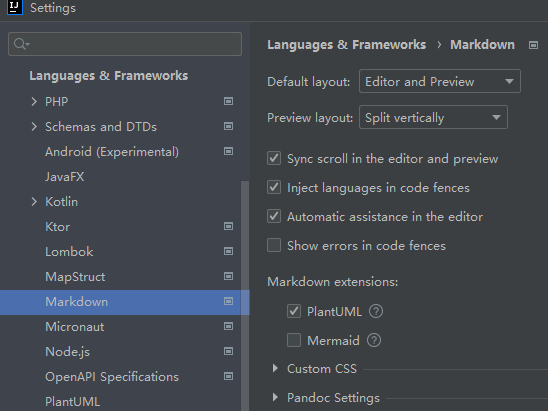 IJ
Settings
Languages & Frameworks
PHP
Schemas and DTDs
Android (Experimental)
JavaFX
Kotlin
Ktor
Lombok
MapStruct
Markdown
Micronaut
Node.js
OpenAPI Specifications
PlantUML
Languages & Frameworks › Markdown
Default layout: Editor and Preview
Preview layout: Split vertically
Sync scroll in the editor and preview
Inject languages in code fences
Automatic assistance in the editor
Show errors in code fences
Markdown extensions:
PlantUML ?
Mermaid ?
Custom CSS
Pandoc Settings